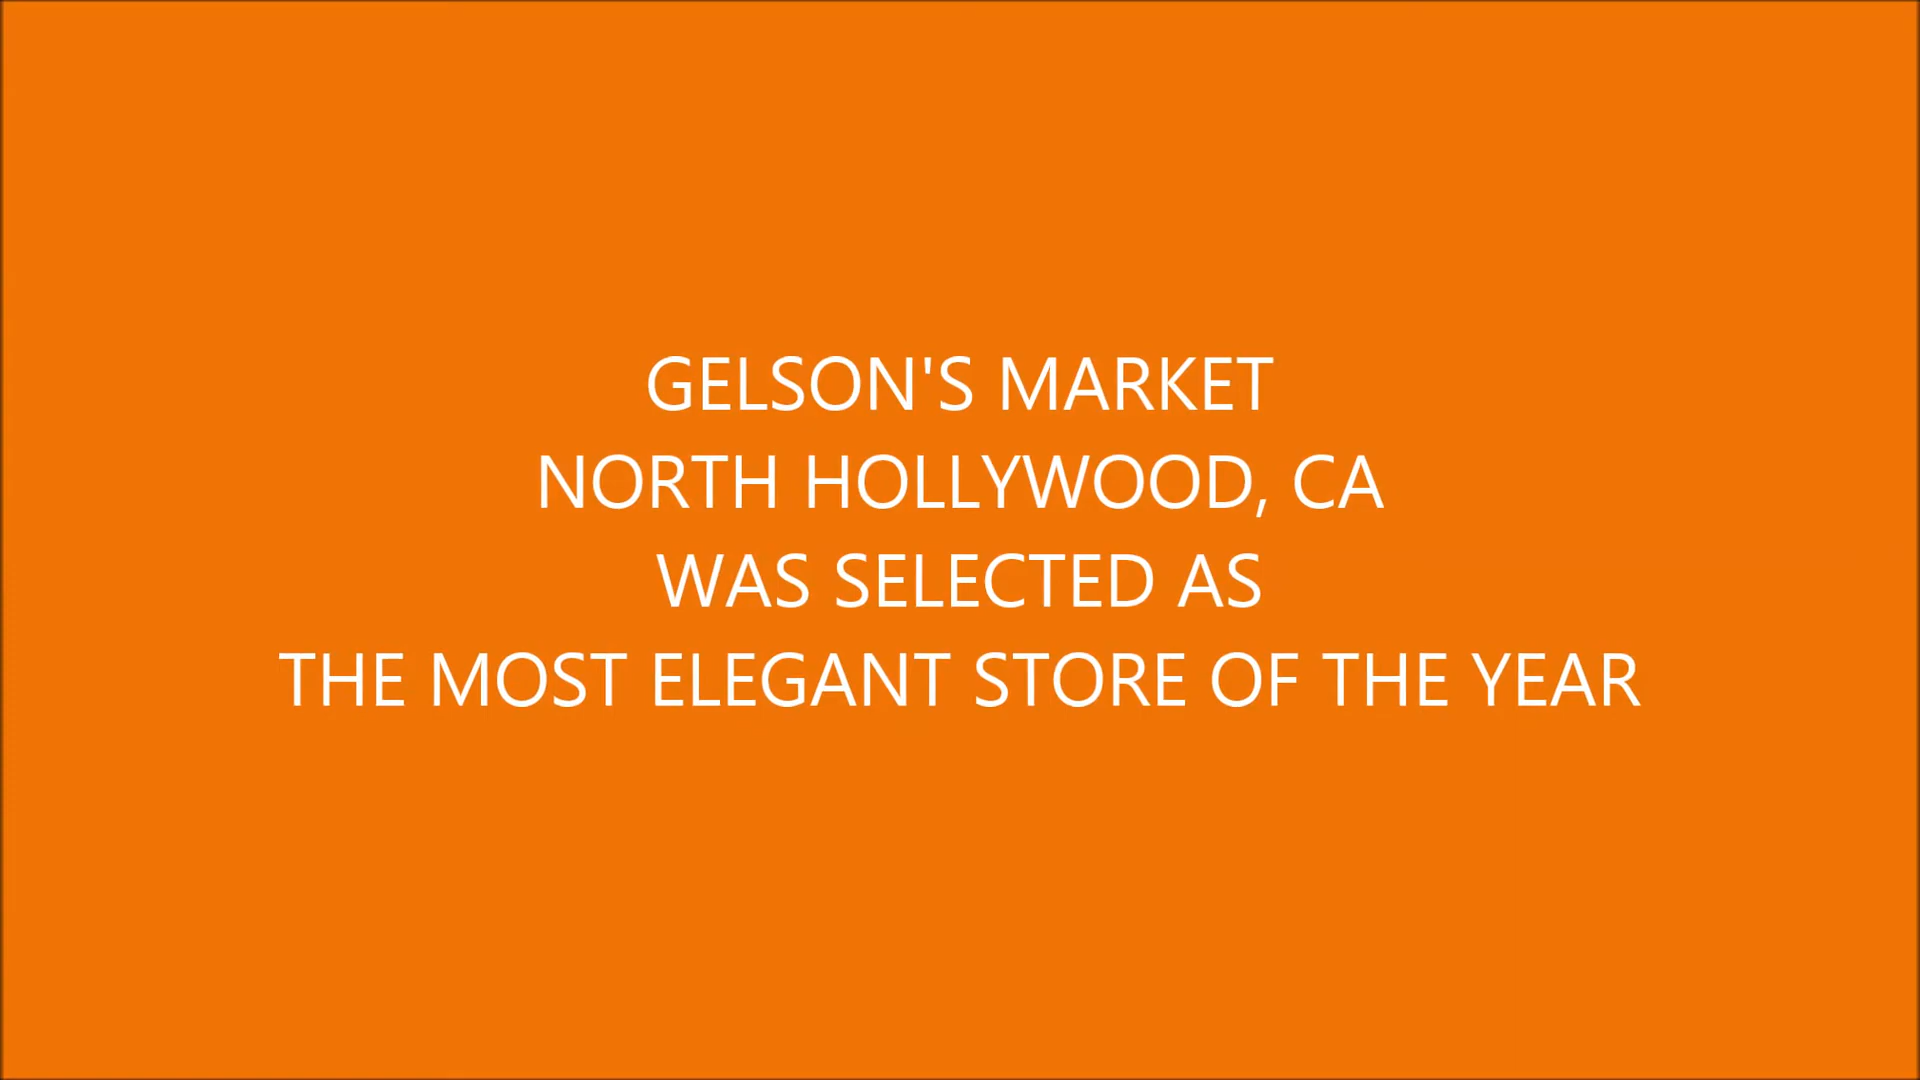 GELSON'S MARKET
NORTH HOLLYWOOD, CA
WAS SELECTED AS
THE MOST ELEGANT STORE OF THE YEAR